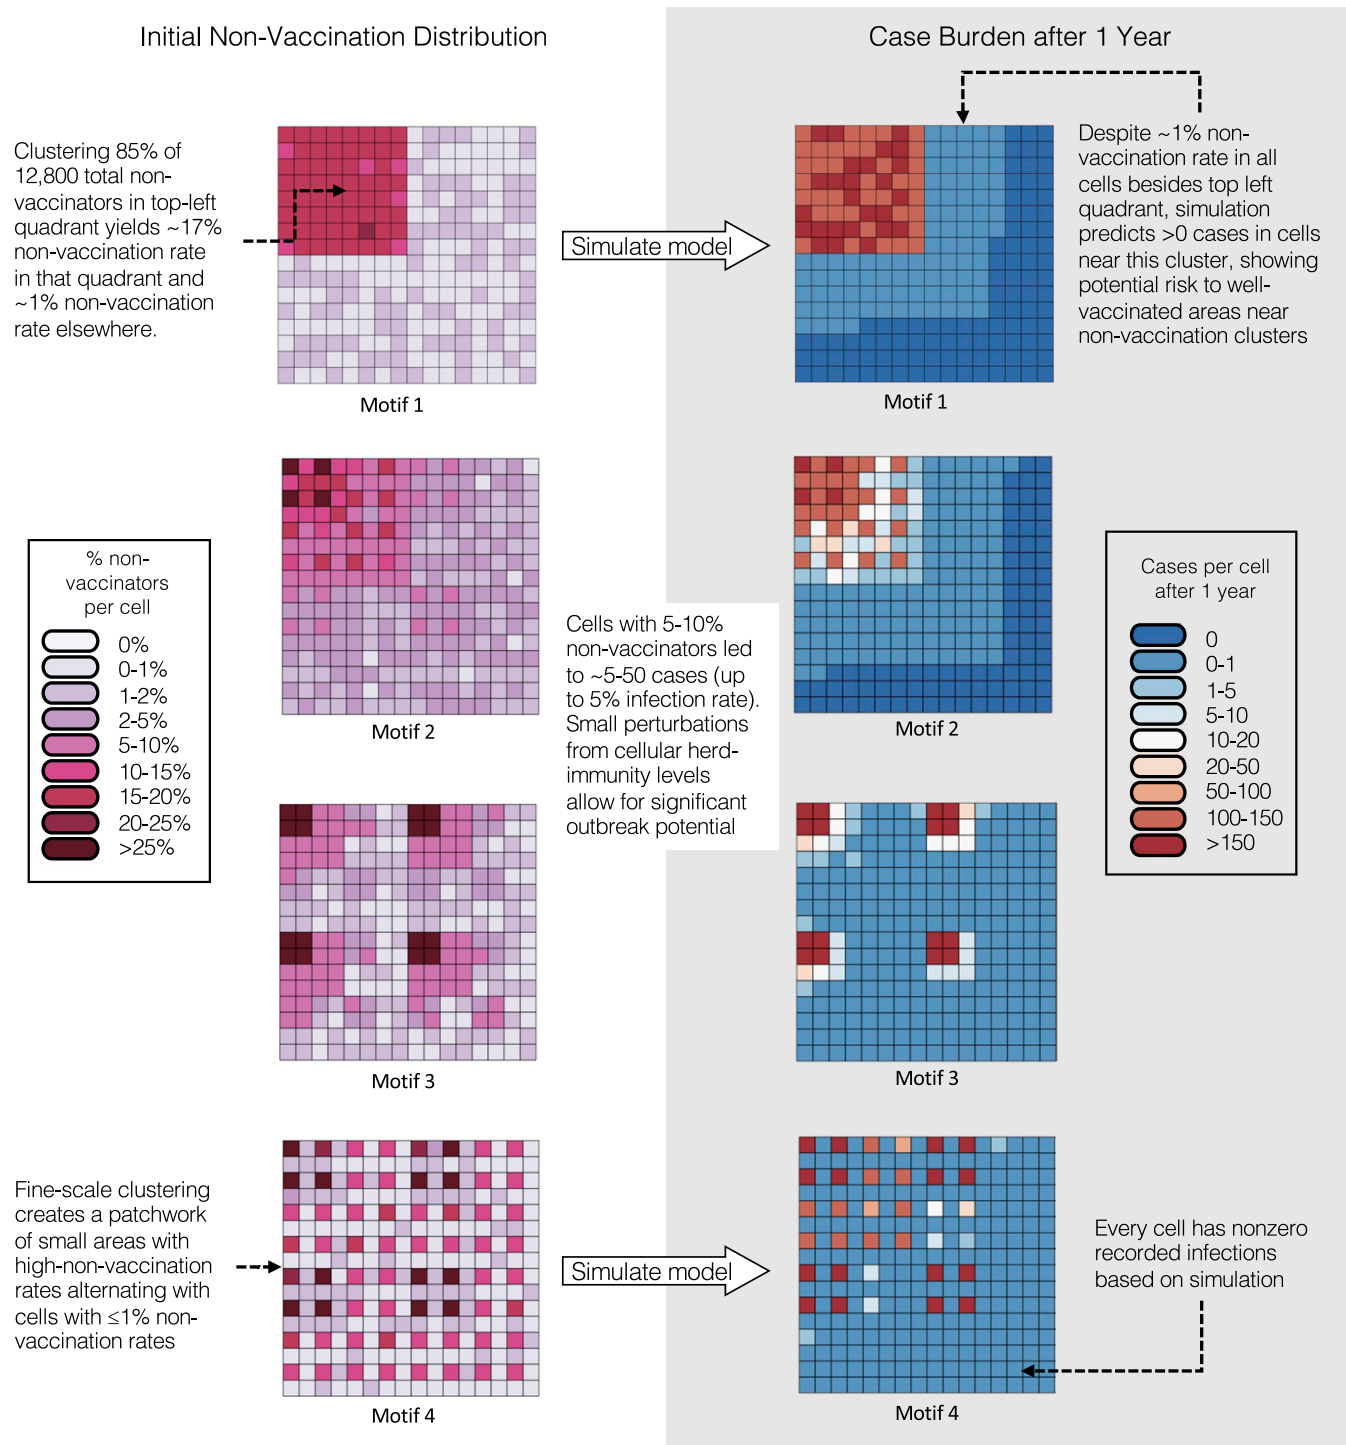 Initial Non-Vaccination Distribution
Case Burden after 1 Year
Clustering 85% of
12,800 total non-
vaccinators in top-left
quadrant yields ~17%
non-vaccination rate
in that quadrant and
~1% non-vaccination
rate elsewhere.
Simulate model
Despite ~1% non-
vaccination rate in all
cells besides top left
quadrant, simulation
predicts >0 cases in cells
near this cluster, showing
potential risk to well-
vaccinated areas near
non-vaccination clusters
Motif 1
Motif 1
% non-
vaccinators
per cell
0%
0-1%
1-2%
2-5%
5-10%
10-15%
15-20%
20-25%
>25%
Motif 2
Cells with 5-10%
non-vaccinators led
to ~5-50 cases (up
to 5% infection rate).
Small perturbations
from cellular herd-
immunity levels
allow for significant
outbreak potential
Motif 2
Cases per cell
after 1 year
0
0-1
1-5
5-10
10-20
20-50
50-100
100-150
>150
Motif 3
Motif 3
Fine-scale clustering
creates a patchwork
of small areas with
high-non-vaccination
rates alternating with
cells with ≤1% non-
vaccination rates
Simulate model
Every cell has nonzero
recorded infections
based on simulation
Motif 4
Motif 4